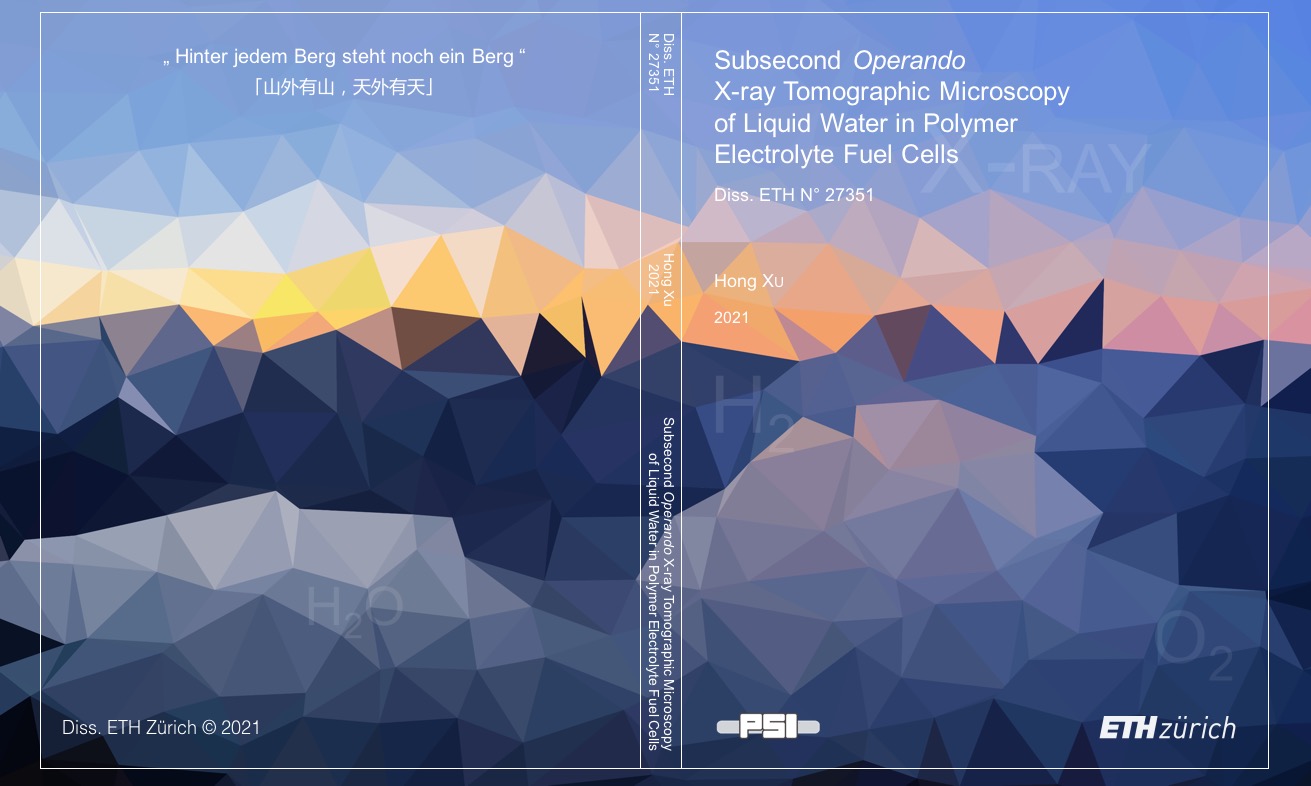 „ Hinter jedem Berg steht noch ein Berg “
「山外有山，天外有天」
H₂O
Diss. ETH Zürich © 2021
Diss. ETH
N° 27351
Hong Xu
2021
Subsecond Operando X-ray Tomographic Microscopy
of Liquid Water in Polymer Electrolyte Fuel Cells
Subsecond Operando
X-ray Tomographic Microscopy
of Liquid Water in Polymer
Electrolyte Fuel Cells
X-RAY
Diss. ETH N° 27351
Hong Xu
2021
H₂
O₂
PSI
ETH zürich